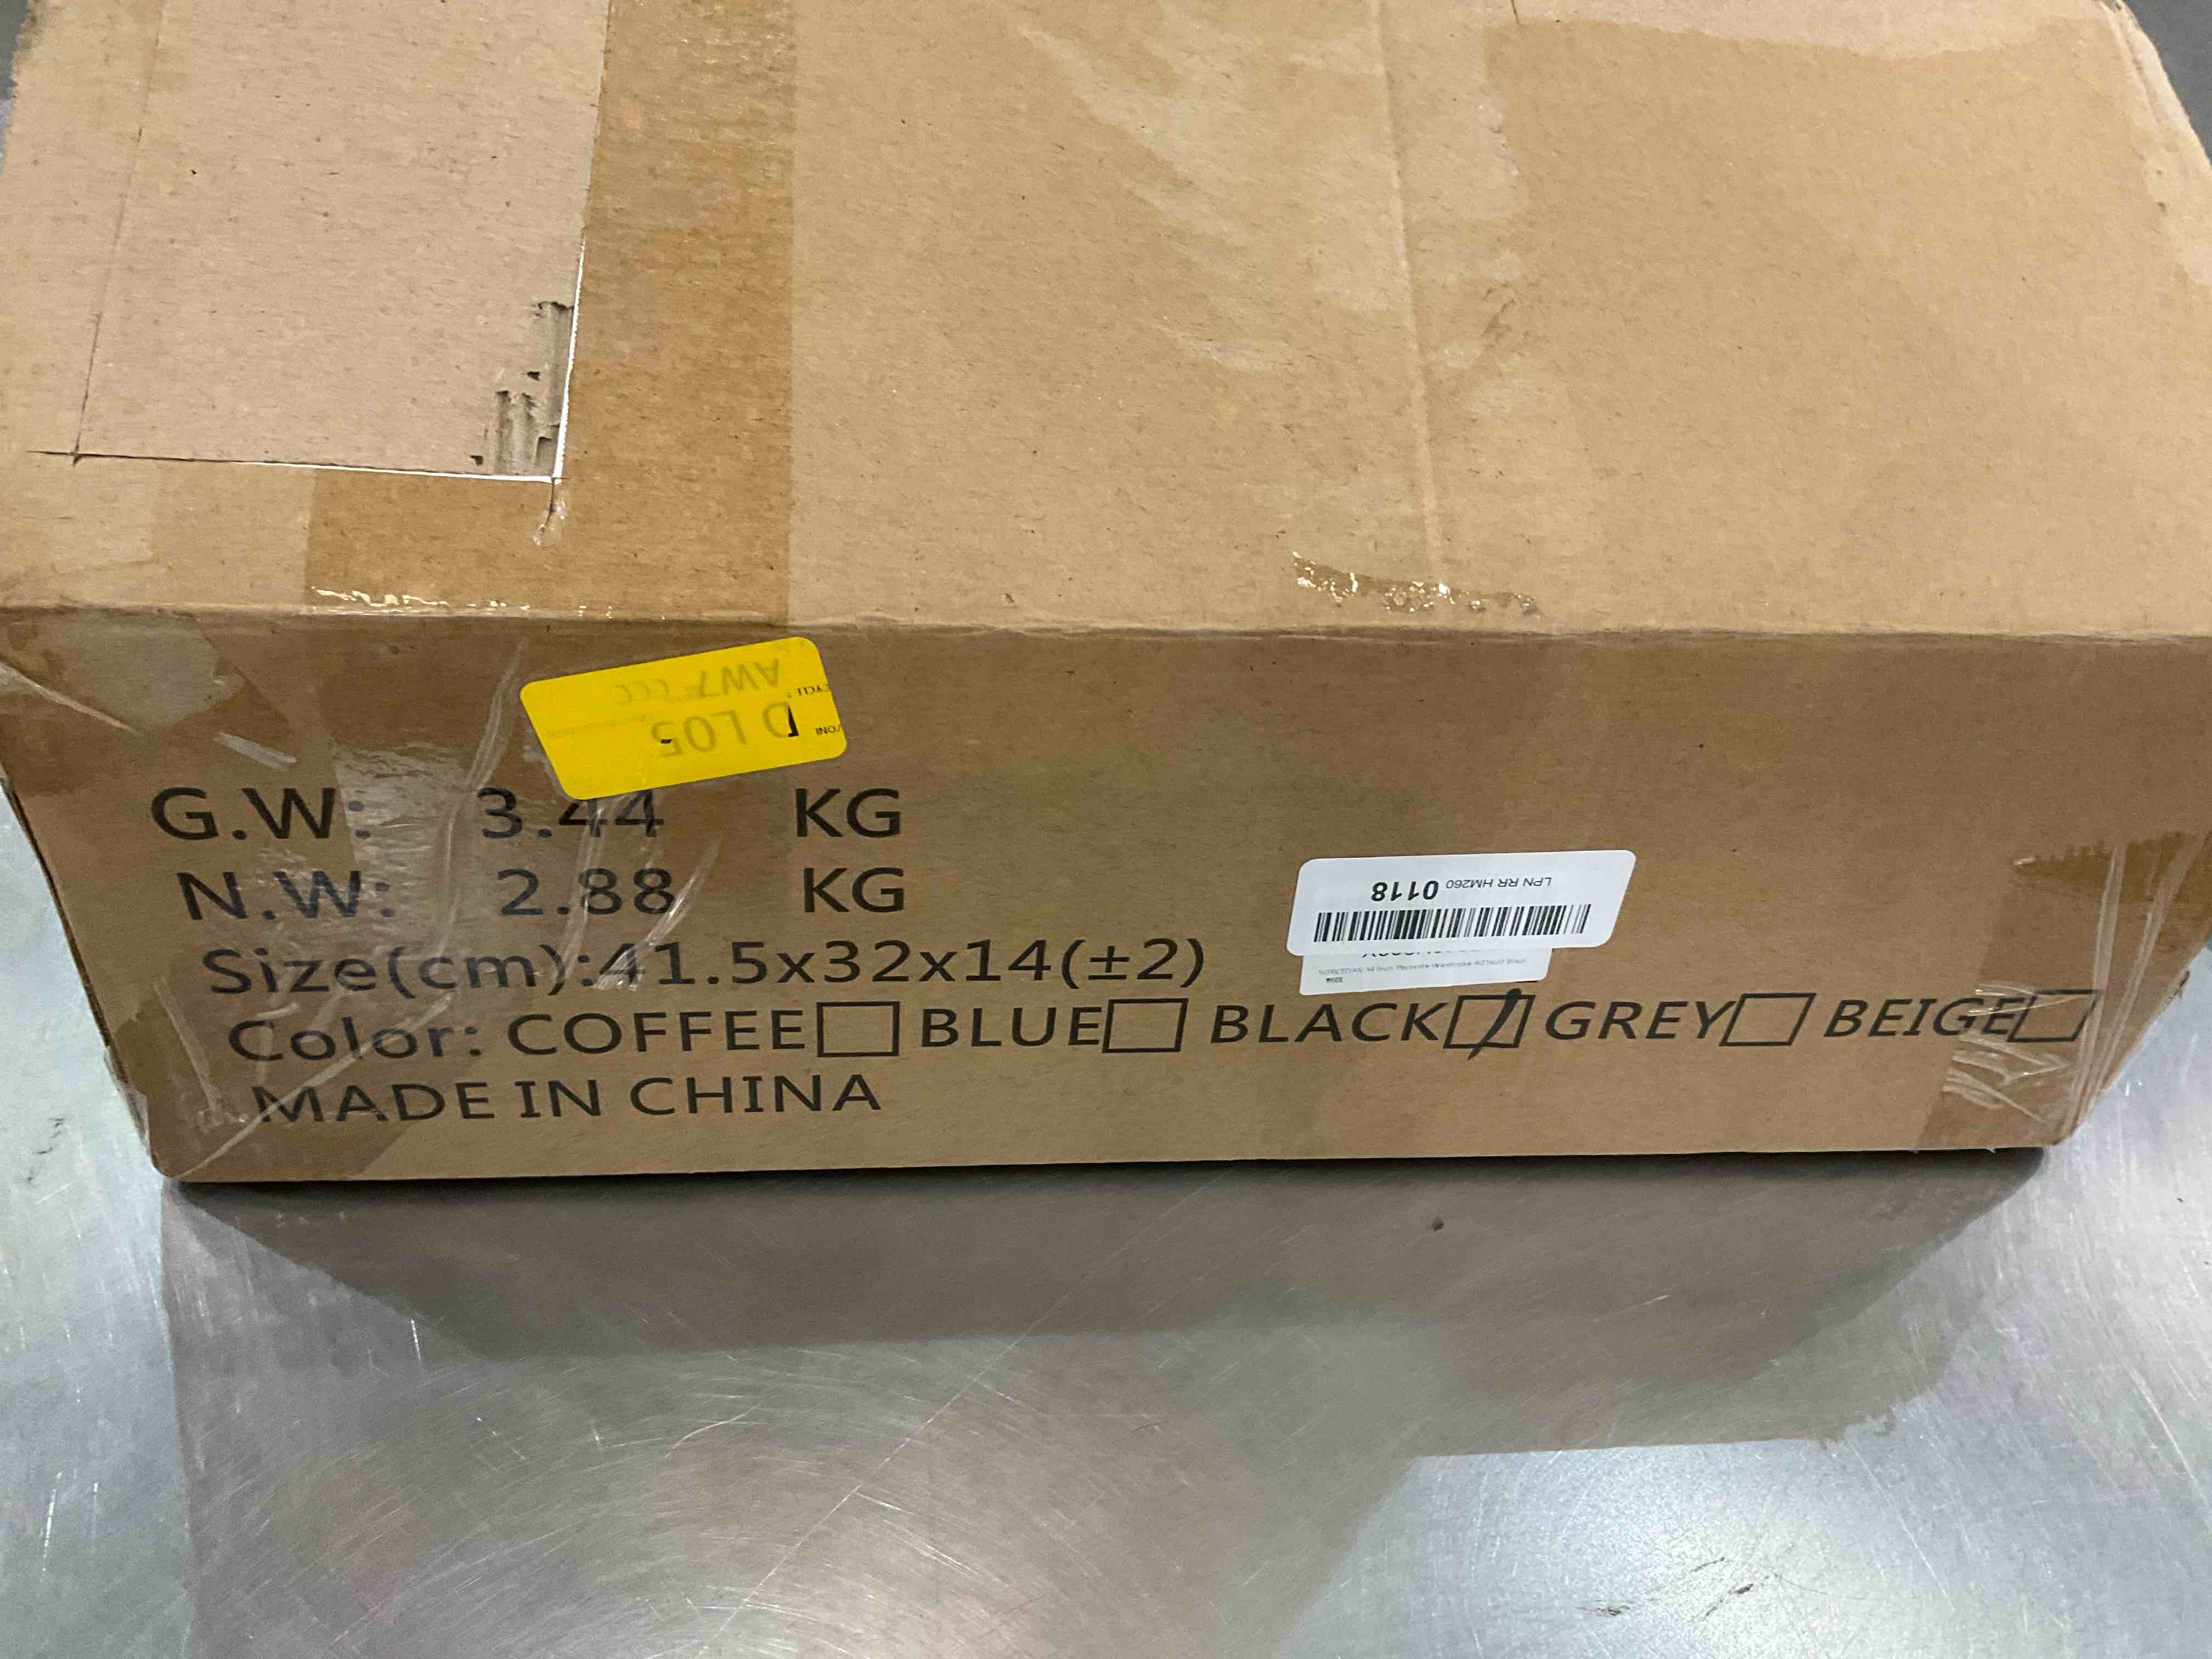 D L05
G.W: 3.44 KG
N.W: 2.88 KG
LPN RR HM260 0118
Size(cm):41.5x32x14(±2)
Color: COFFEE BLUE BLACK GREY BEIGE
MADE IN CHINA